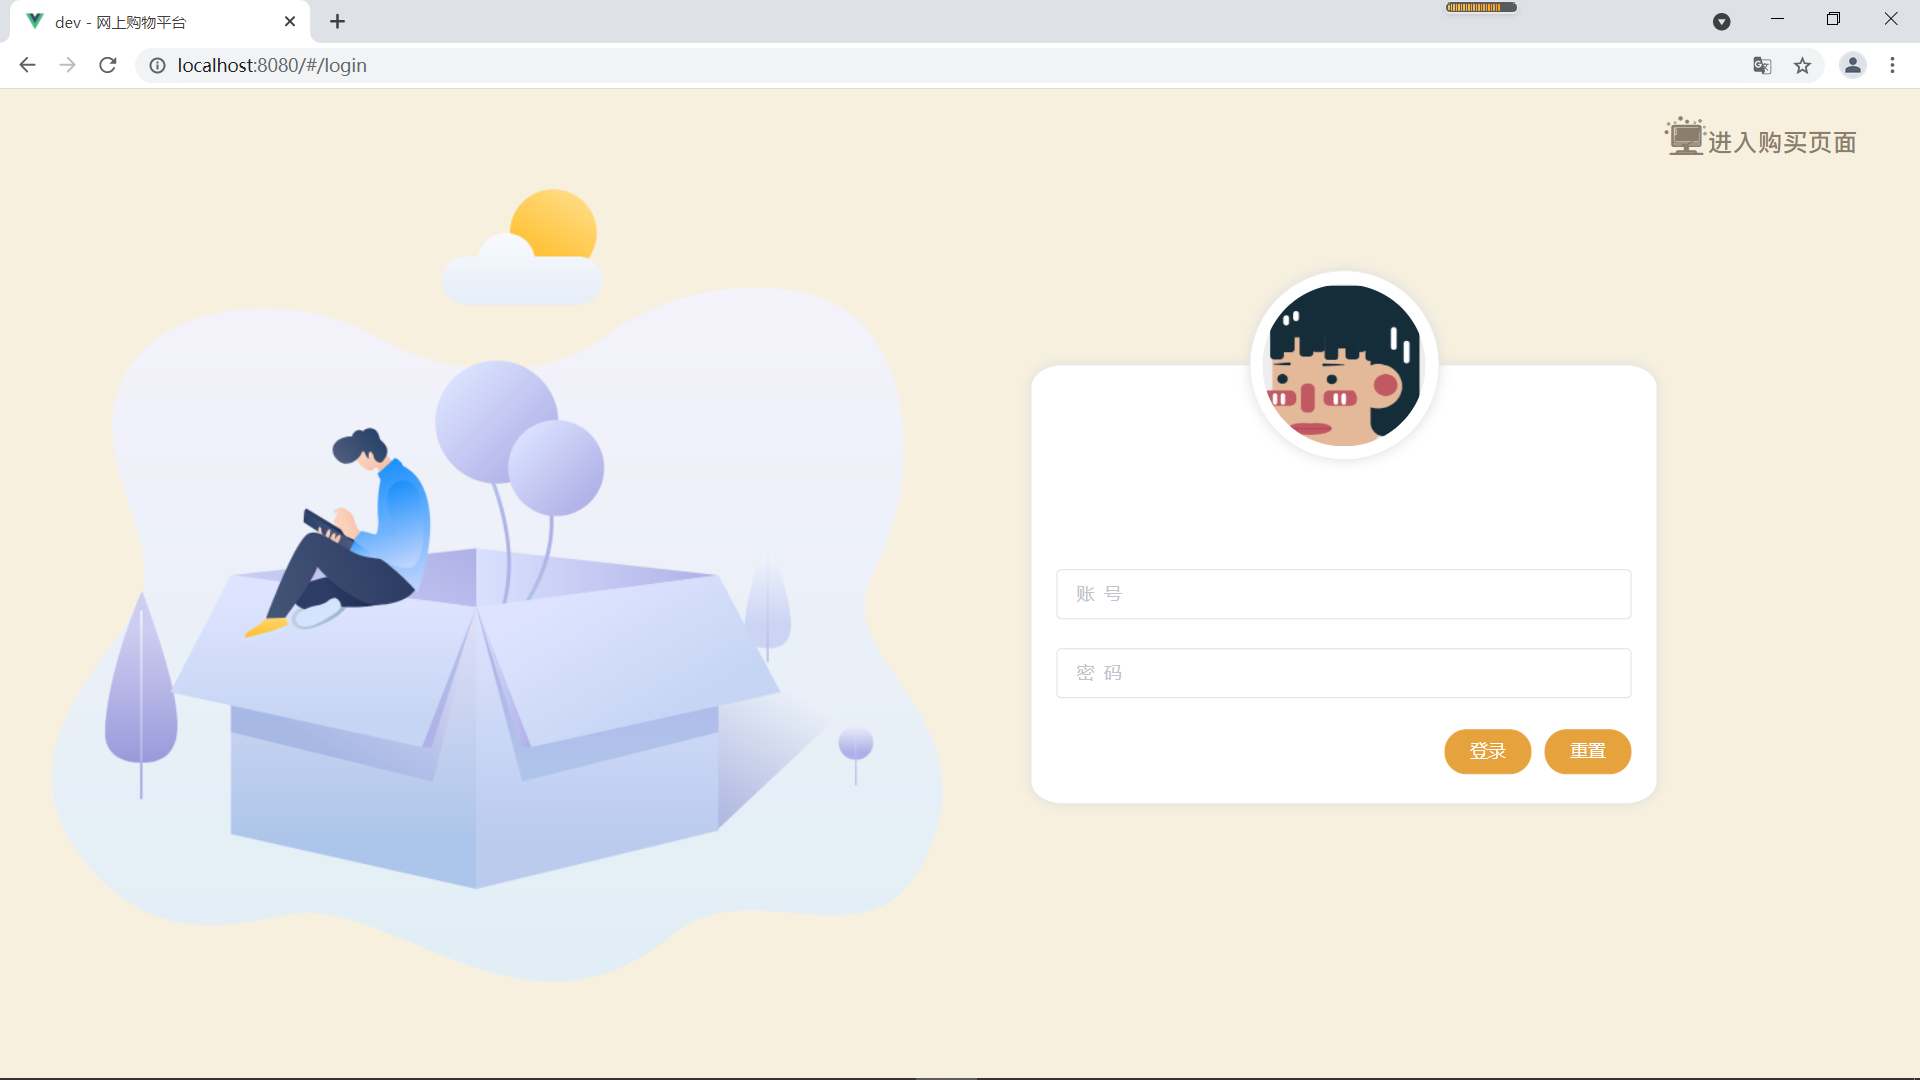 dev - 网上购物平台
localhost:8080/#/login
进入购买页面
账 号
密 码
登录 重置